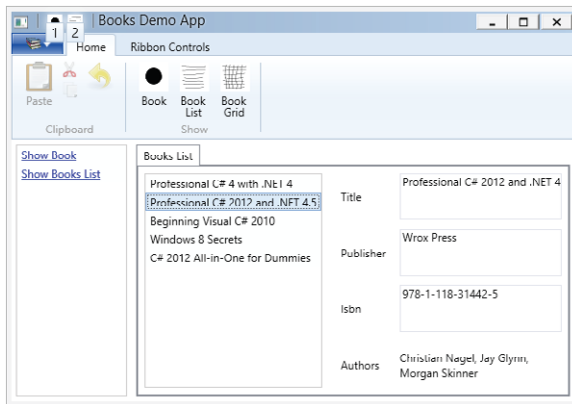 Books Demo App
1 2
Home Ribbon Controls
Paste
Book Book List Book Grid
Clipboard Show
Show Book
Show Books List
Books List
Professional C# 4 with .NET 4
Professional C# 2012 and .NET 4.5
Beginning Visual C# 2010
Windows 8 Secrets
C# 2012 All-in-One for Dummies
Title Professional C# 2012 and .NET 4
Publisher Wrox Press
Isbn 978-1-118-31442-5
Authors Christian Nagel, Jay Glynn,
Morgan Skinner